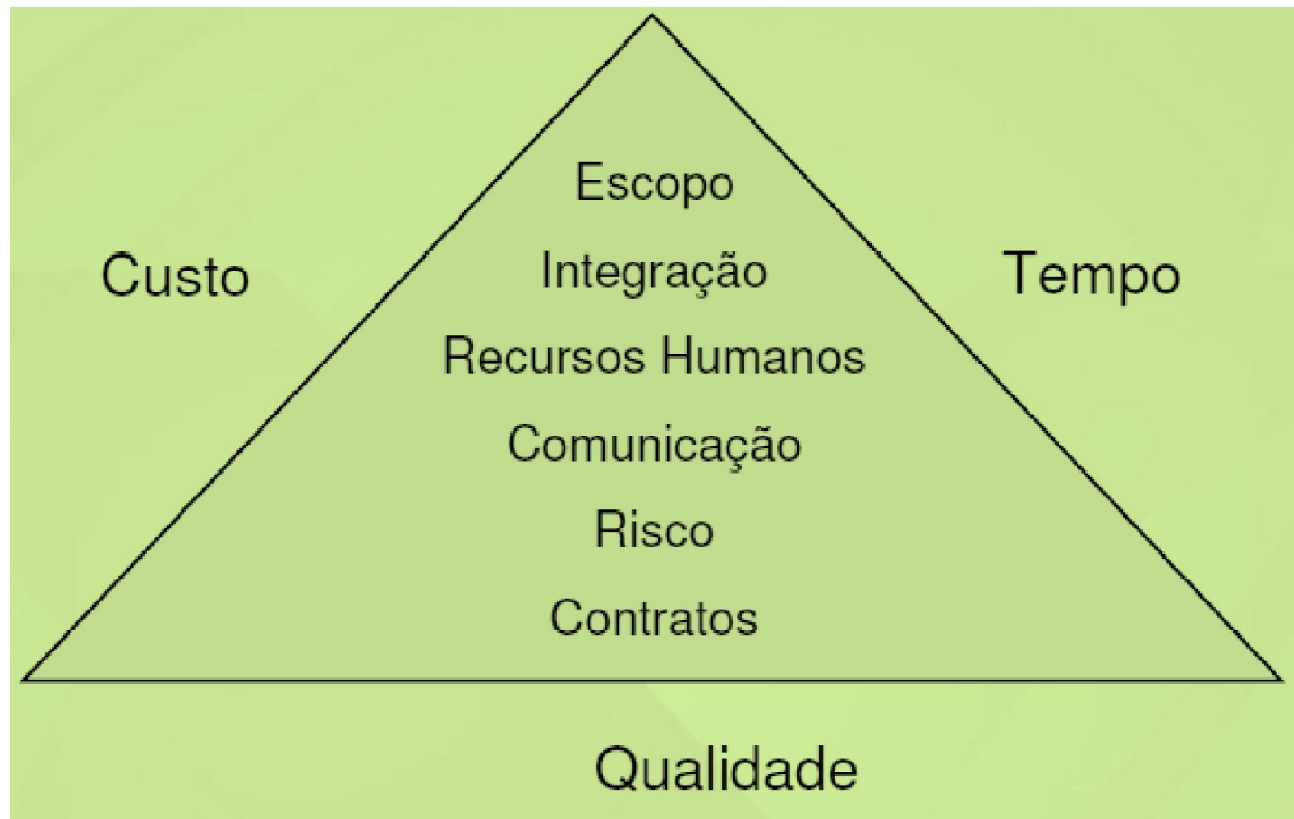 Escopo
Custo
Integração
Tempo
Recursos Humanos
Comunicação
Risco
Contratos
Qualidade